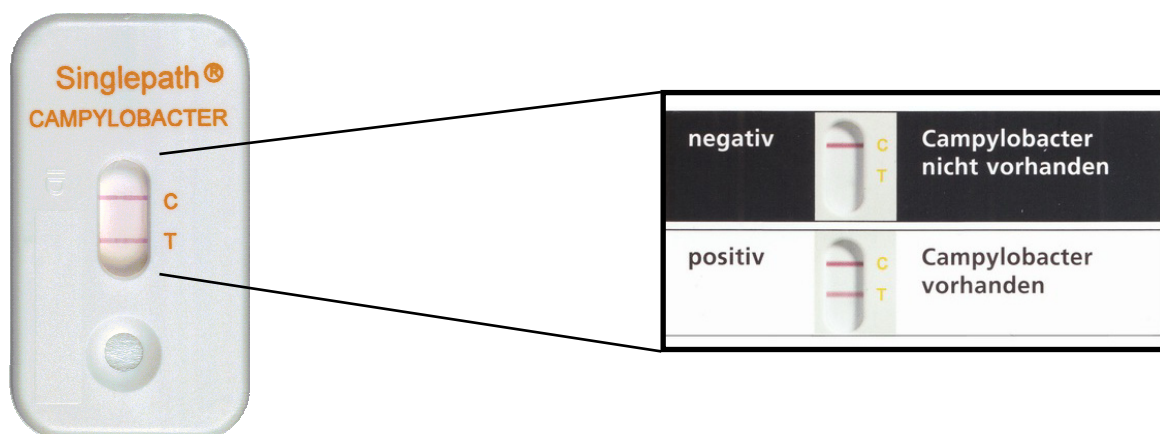 Singlepath®
CAMPYLOBACTER
C
T
negativ
C
T
Campylobacter
nicht vorhanden
positiv
C
T
Campylobacter
vorhanden